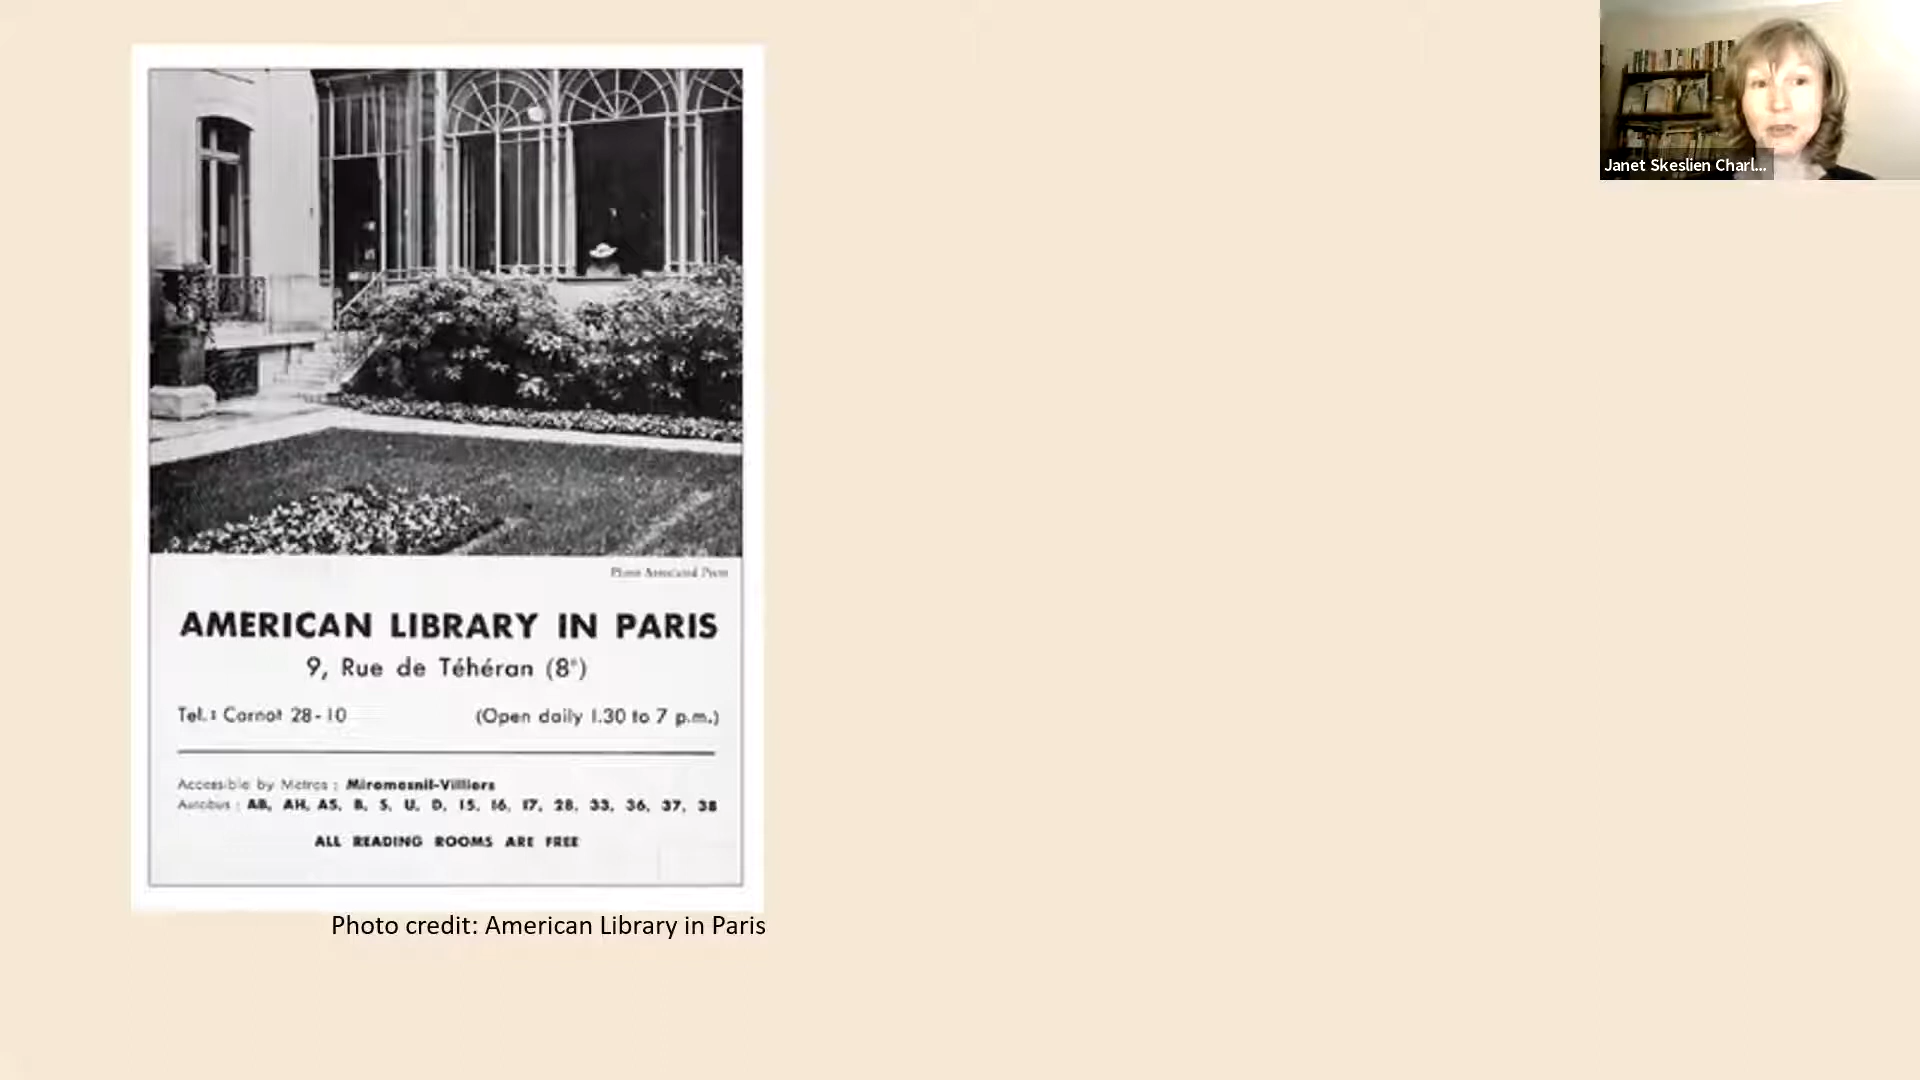 Janet Skeslien Charl...
Photo Associated Press
AMERICAN LIBRARY IN PARIS
9, Rue de Téhéran (8°)
Tel. : Carnot 28-10 (Open daily 1.30 to 7 p.m.)
Accessible by Metros : Miromesnil-Villiers
Autobus : AB, AH, AS, B, S, U, D, 15, 16, 17, 28, 33, 36, 37, 38
ALL READING ROOMS ARE FREE
Photo credit: American Library in Paris